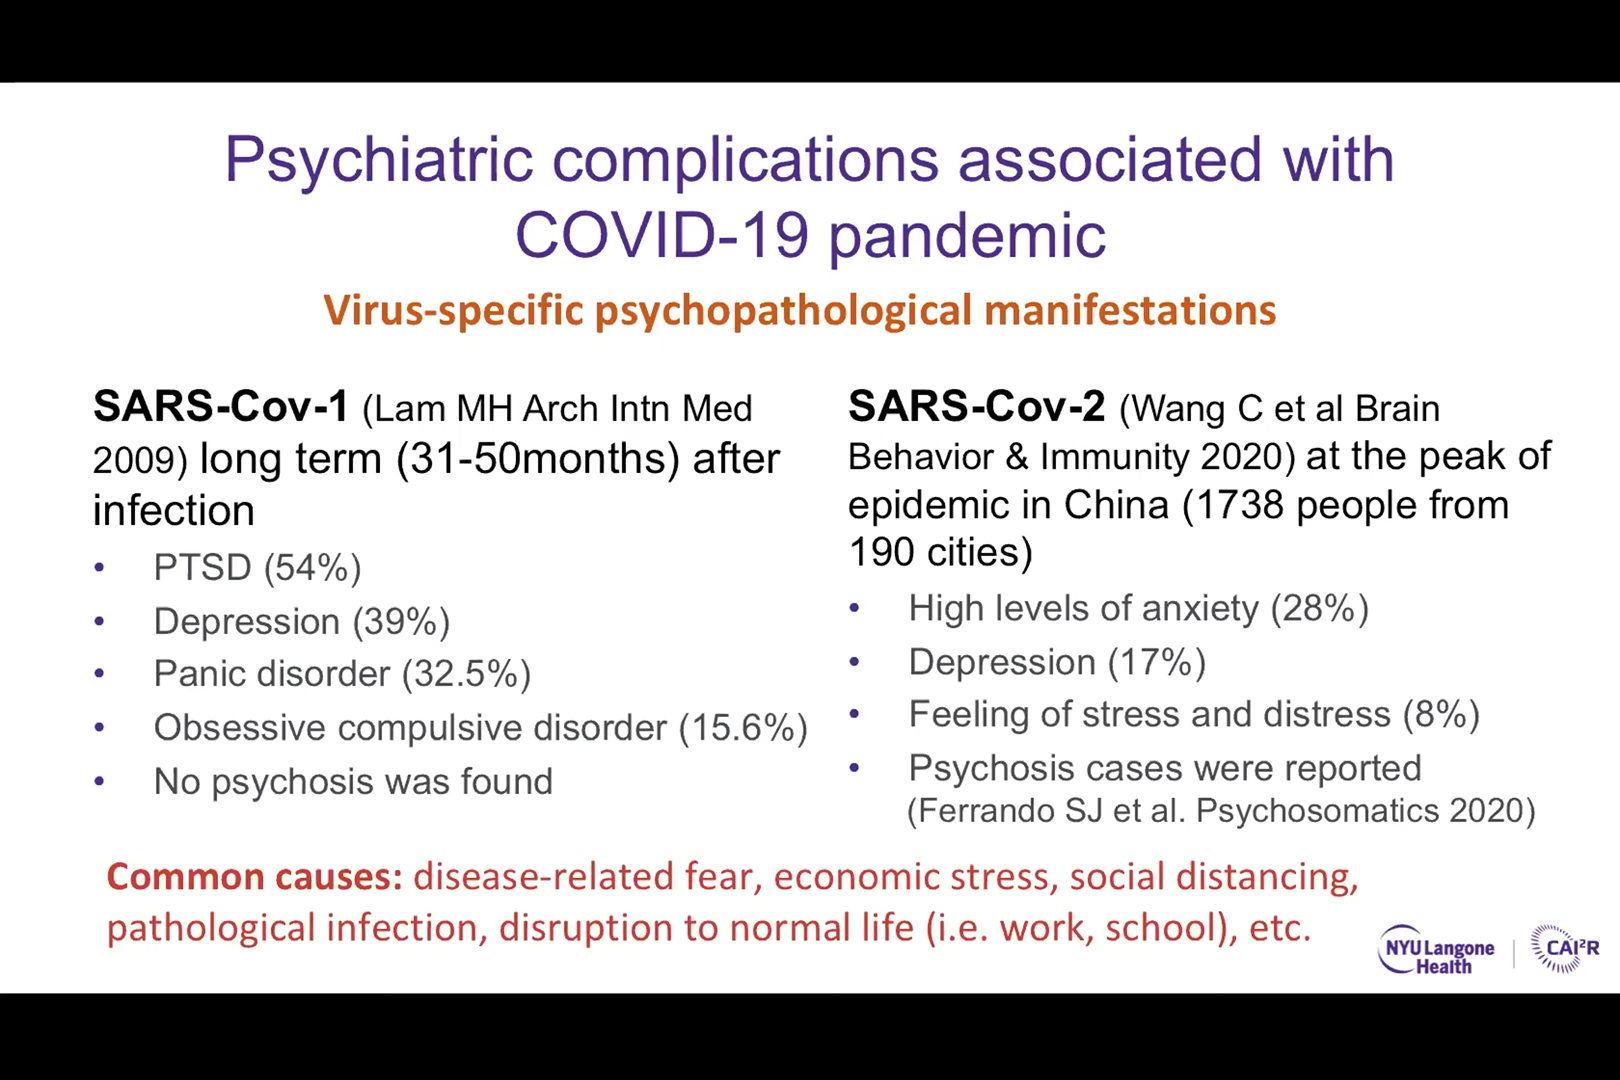 Psychiatric complications associated with
COVID-19 pandemic
Virus-specific psychopathological manifestations
SARS-Cov-1 (Lam MH Arch Intn Med
2009) long term (31-50months) after
infection
• PTSD (54%)
• Depression (39%)
• Panic disorder (32.5%)
• Obsessive compulsive disorder (15.6%)
• No psychosis was found
SARS-Cov-2 (Wang C et al Brain
Behavior & Immunity 2020) at the peak of
epidemic in China (1738 people from
190 cities)
• High levels of anxiety (28%)
• Depression (17%)
• Feeling of stress and distress (8%)
• Psychosis cases were reported
(Ferrando SJ et al. Psychosomatics 2020)
Common causes: disease-related fear, economic stress, social distancing,
pathological infection, disruption to normal life (i.e. work, school), etc.
NYU Langone
Health
CAI²R